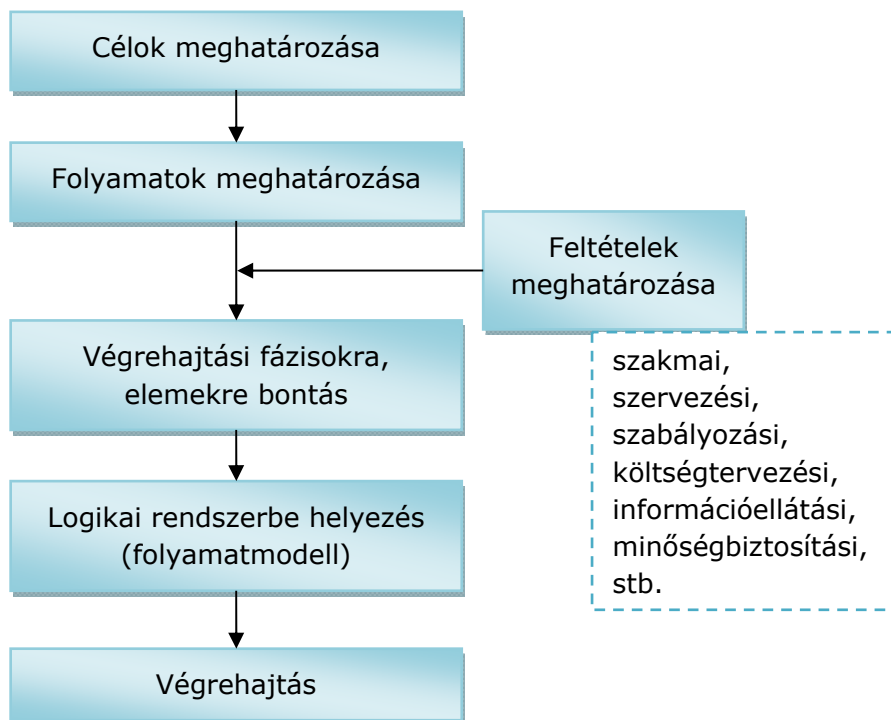 Célok meghatározása
Folyamatok meghatározása
Feltételek
meghatározása
Végrehajtási fázisokra,
elemekre bontás
szakmai,
szervezési,
szabályozási,
költségtervezési,
információellátási,
minőségbiztosítási,
stb.
Logikai rendszerbe helyezés
(folyamatmodell)
Végrehajtás